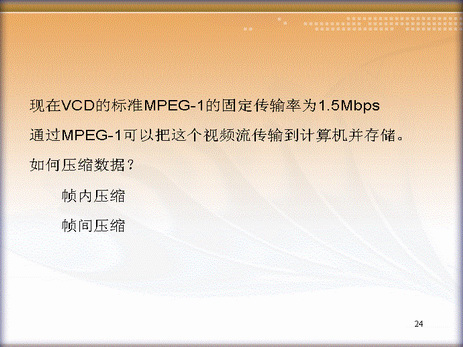 现在VCD的标准MPEG-1的固定传输率为1.5Mbps
通过MPEG-1可以把这个视频流传输到计算机并存储。
如何压缩数据？
帧内压缩
帧间压缩
24